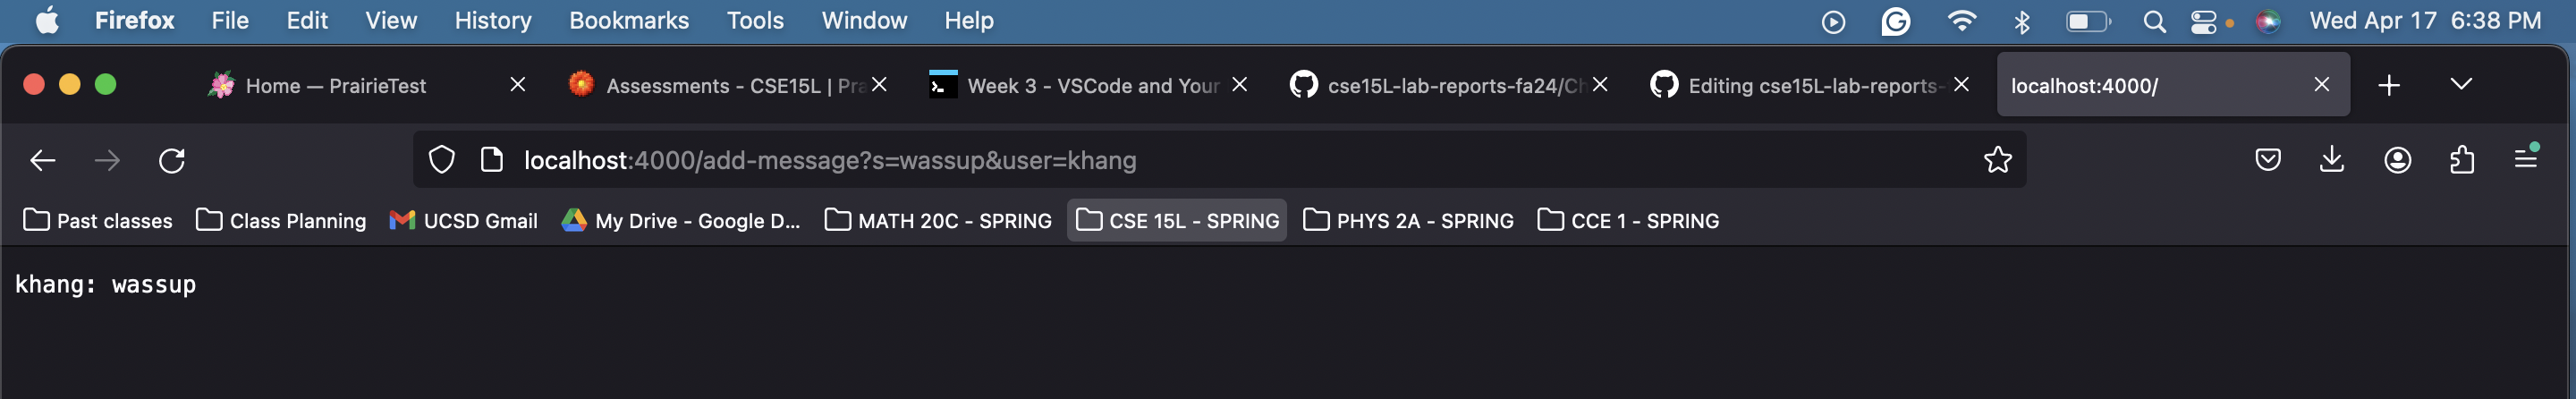 Firefox File Edit View History Bookmarks Tools Window Help Wed Apr 17 6:38 PM
Home — PrairieTest Assessments - CSE15L | Pra Week 3 - VSCode and Your cse15L-lab-reports-fa24/Ch Editing cse15L-lab-reports- localhost:4000/
localhost:4000/add-message?s=wassup&user=khang
Past classes Class Planning UCSD Gmail My Drive - Google D... MATH 20C - SPRING CSE 15L - SPRING PHYS 2A - SPRING CCE 1 - SPRING
khang: wassup